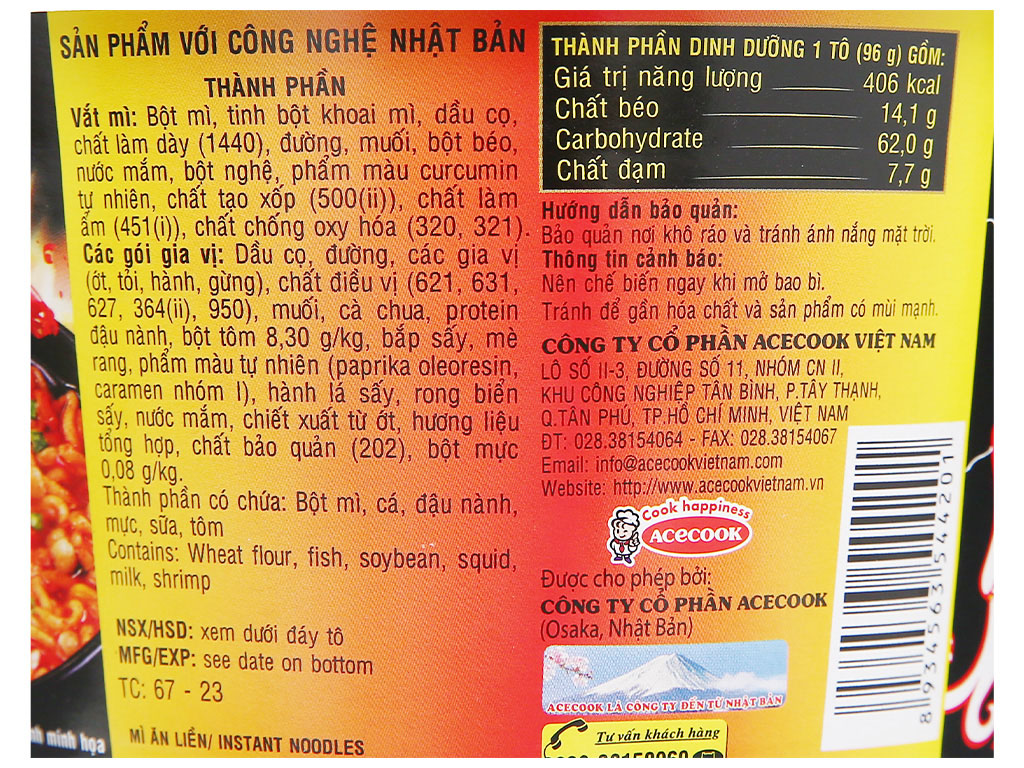 SẢN PHẨM VỚI CÔNG NGHỆ NHẬT BẢN
THÀNH PHẦN
Vắt mì: Bột mì, tinh bột khoai mì, dầu cọ,
chất làm dày (1440), đường, muối, bột béo,
nước mắm, bột nghệ, phẩm màu curcumin
tự nhiên, chất tạo xốp (500(ii)), chất làm
ẩm (451(i)), chất chống oxy hóa (320, 321).
Các gói gia vị: Dầu cọ, đường, các gia vị
(ớt, tỏi, hành, gừng), chất điều vị (621, 631,
627, 364(ii), 950), muối, cà chua, protein
đậu nành, bột tôm 8,30 g/kg, bắp sấy, mè
rang, phẩm màu tự nhiên (paprika oleoresin,
caramen nhóm I), hành lá sấy, rong biển
sấy, nước mắm, chiết xuất từ ớt, hương liệu
tổng hợp, chất bảo quản (202), bột mực
0,08 g/kg.
Thành phần có chứa: Bột mì, cá, đậu nành,
mực, sữa, tôm
Contains: Wheat flour, fish, soybean, squid,
milk, shrimp
NSX/HSD: xem dưới đáy tô
MFG/EXP: see date on bottom
TC: 67 - 23
MÌ ĂN LIỀN/ INSTANT NOODLES
minh họa
THÀNH PHẦN DINH DƯỠNG 1 TÔ (96 g) GỒM:
Giá trị năng lượng 406 kcal
Chất béo 14,1 g
Carbohydrate 62,0 g
Chất đạm 7,7 g
Hướng dẫn bảo quản:
Bảo quản nơi khô ráo và tránh ánh nắng mặt trời.
Thông tin cảnh báo:
Nên chế biến ngay khi mở bao bì.
Tránh để gần hóa chất và sản phẩm có mùi mạnh.
CÔNG TY CỔ PHẦN ACECOOK VIỆT NAM
LÔ SỐ II-3, ĐƯỜNG SỐ 11, NHÓM CN II,
KHU CÔNG NGHIỆP TÂN BÌNH, P.TÂY THẠNH,
Q.TÂN PHÚ, TP.HỒ CHÍ MINH, VIỆT NAM
ĐT: 028.38154064 - FAX: 028.38154067
Email: info@acecookvietnam.com
Website: http://www.acecookvietnam.vn
Cook happiness
ACECOOK
Được cho phép bởi:
CÔNG TY CỔ PHẦN ACECOOK
(Osaka, Nhật Bản)
ACECOOK LÀ CÔNG TY ĐẾN TỪ NHẬT BẢN
Tư vấn khách hàng
8 934563 544201